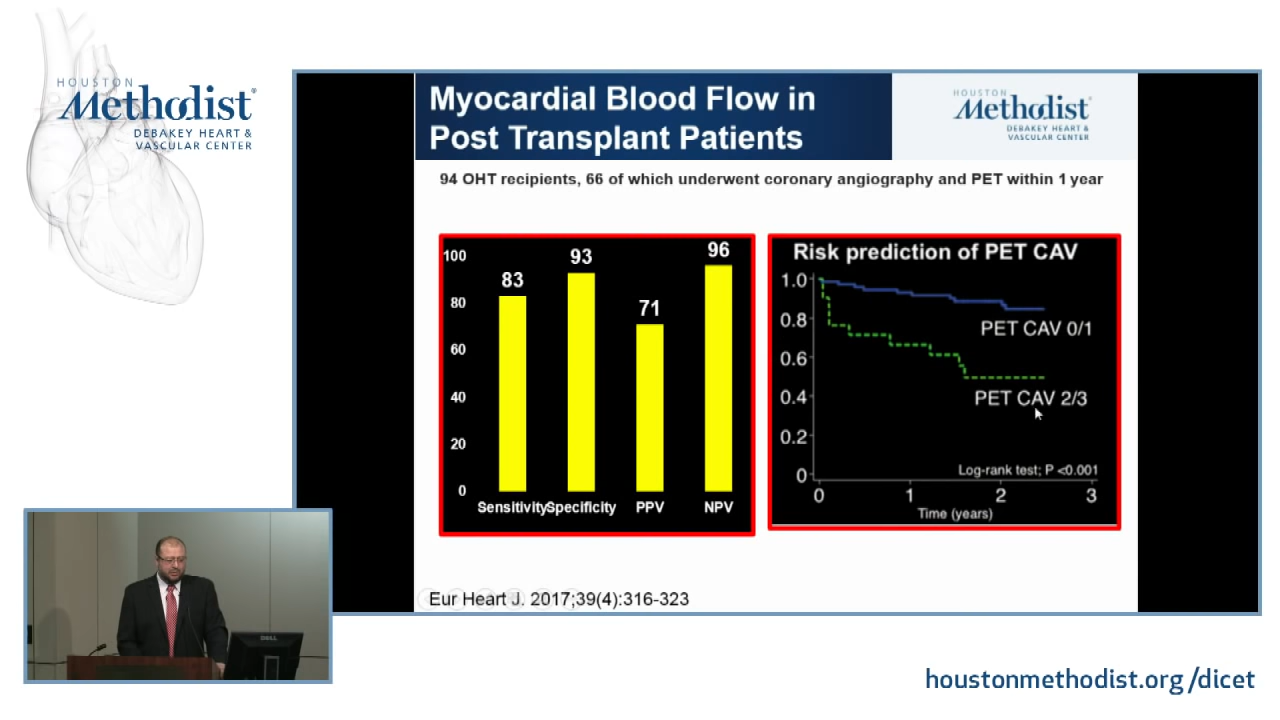 HOUSTON
Methodist®
DEBAKEY HEART &
VASCULAR CENTER
Myocardial Blood Flow in
Post Transplant Patients
HOUSTON
Methodist
DEBAKEY HEART &
VASCULAR CENTER
94 OHT recipients, 66 of which underwent coronary angiography and PET within 1 year
100
80
60
40
20
0
83
93
71
96
Sensitivity
Specificity
PPV
NPV
Risk prediction of PET CAV
1.0
0.8
0.6
0.4
0.2
0
PET CAV 0/1
PET CAV 2/3
Log-rank test; P <0.001
0
1
2
3
Time (years)
Eur Heart J. 2017;39(4):316-323
DELL
houstonmethodist.org/dicet